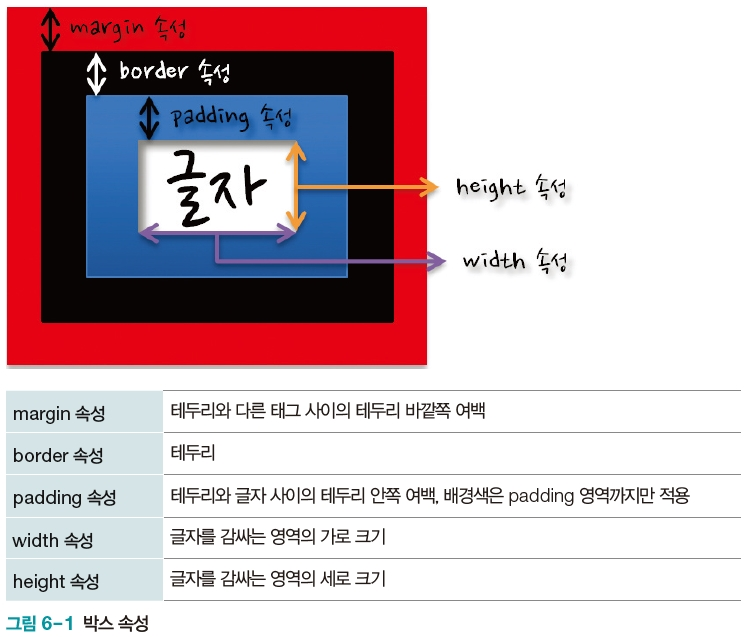 margin 속성
border 속성
padding 속성
글자
height 속성
width 속성
margin 속성 테두리와 다른 태그 사이의 테두리 바깥쪽 여백
border 속성 테두리
padding 속성 테두리와 글자 사이의 테두리 안쪽 여백, 배경색은 padding 영역까지만 적용
width 속성 글자를 감싸는 영역의 가로 크기
height 속성 글자를 감싸는 영역의 세로 크기
그림 6-1 박스 속성